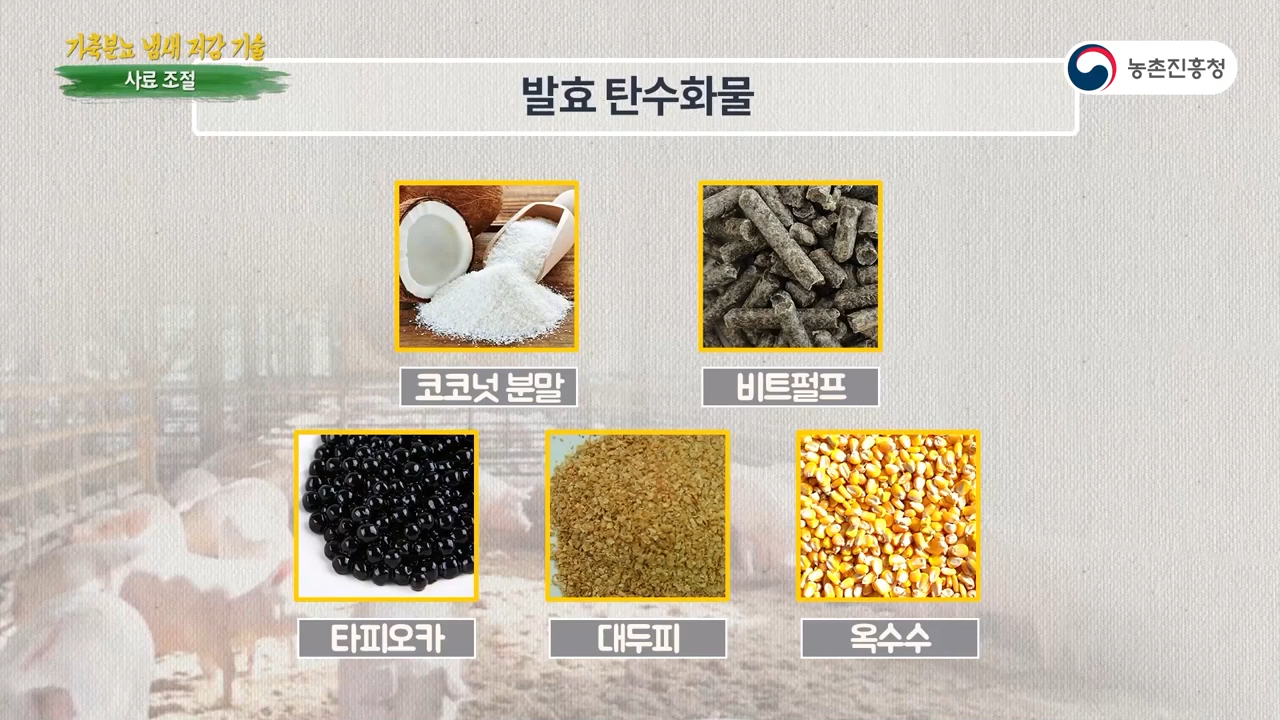 가축분뇨 냄새 저감 기술
사료 조절
농촌진흥청
발효 탄수화물
코코넛 분말
비트펄프
타피오카
대두피
옥수수